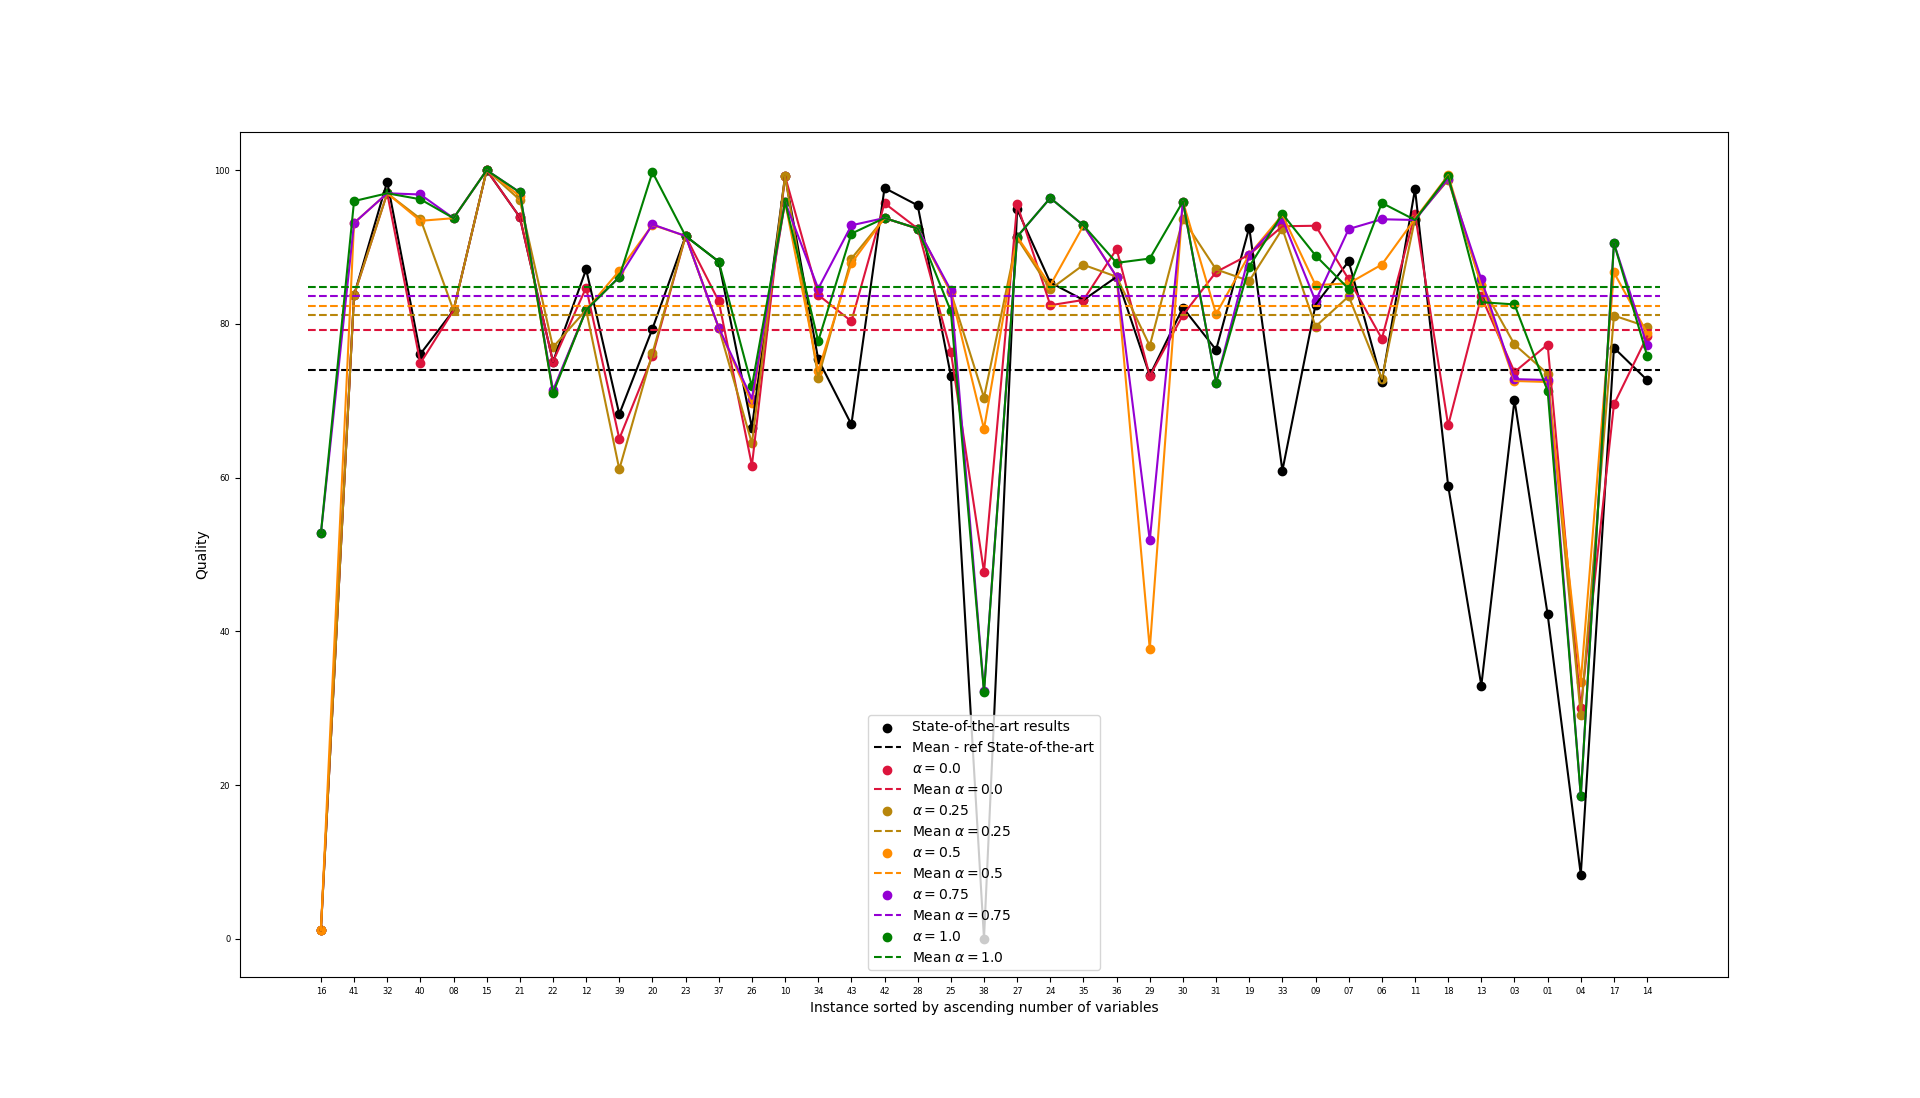 100
80
60
40
20
0
Quality
State-of-the-art results
Mean - ref State-of-the-art
α = 0.0
Mean α = 0.0
α = 0.25
Mean α = 0.25
α = 0.5
Mean α = 0.5
α = 0.75
Mean α = 0.75
α = 1.0
Mean α = 1.0
16 41 32 40 08 15 21 22 12 39 20 23 37 26 10 34 43 42 28 25 38 27 24 35 36 29 30 31 19 33 09 07 06 11 18 13 03 01 04 17 14
Instance sorted by ascending number of variables